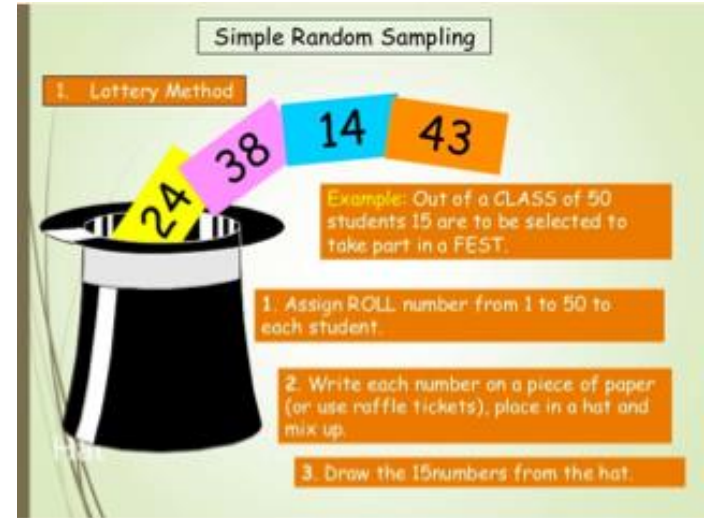 Simple Random Sampling
1. Lottery Method
24
38
14
43
Example: Out of a CLASS of 50
students 15 are to be selected to
take part in a FEST.
1. Assign ROLL number from 1 to 50 to
each student.
2. Write each number on a piece of paper
(or use raffle tickets), place in a hat and
mix up.
Hat
3. Draw the 15numbers from the hat.